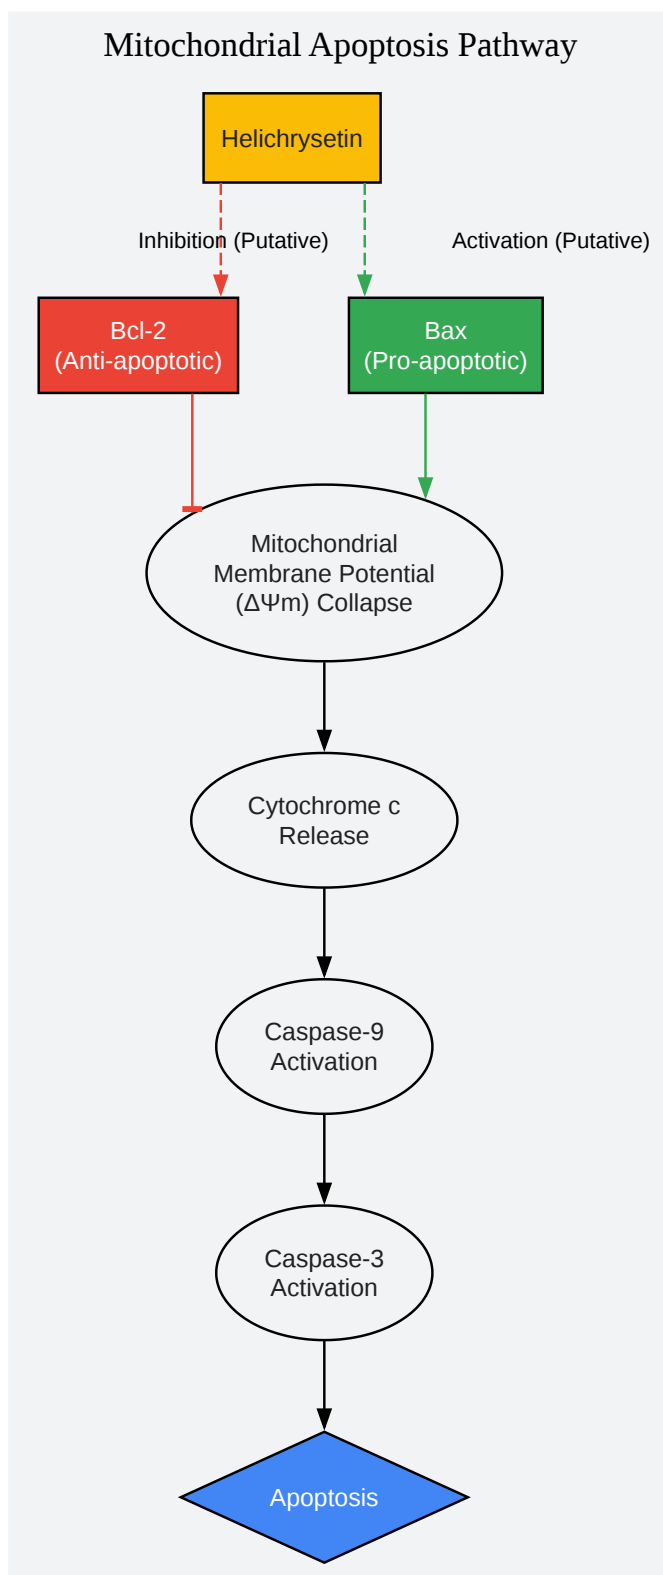 Mitochondrial Apoptosis Pathway
Helichrysetin
Inhibition (Putative)
Activation (Putative)
Bcl-2
(Anti-apoptotic)
Bax
(Pro-apoptotic)
Mitochondrial
Membrane Potential
(ΔΨm) Collapse
Cytochrome c
Release
Caspase-9
Activation
Caspase-3
Activation
Apoptosis